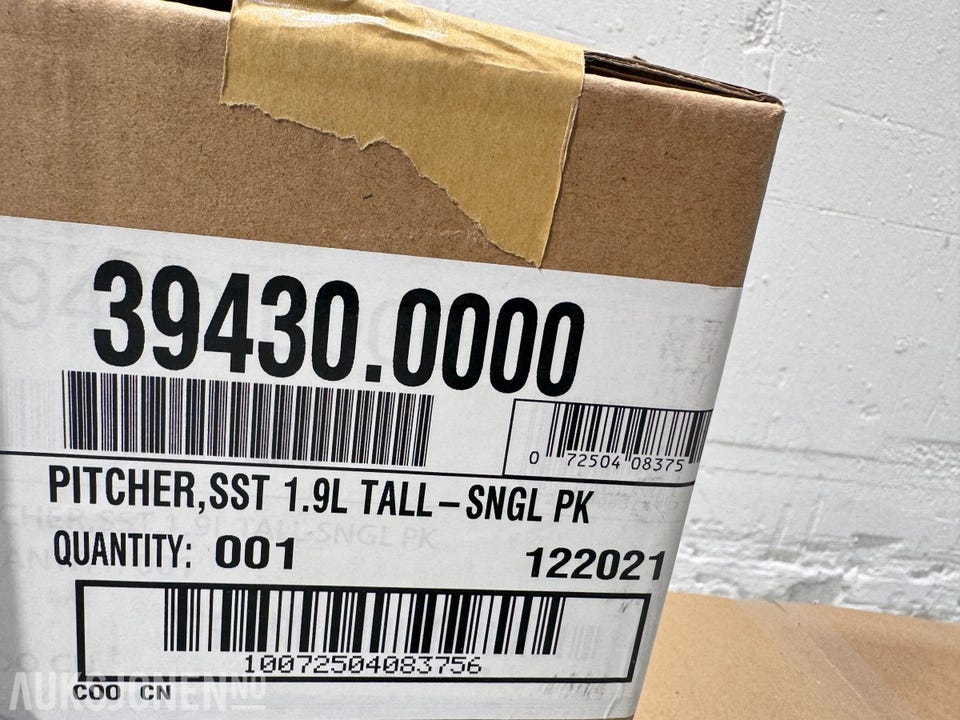 39430.0000
0 72504 08375
PITCHER,SST 1.9L TALL-SNGL PK
QUANTITY: 001 122021
10072504083756
COO CN
AUKSJONEN.NO